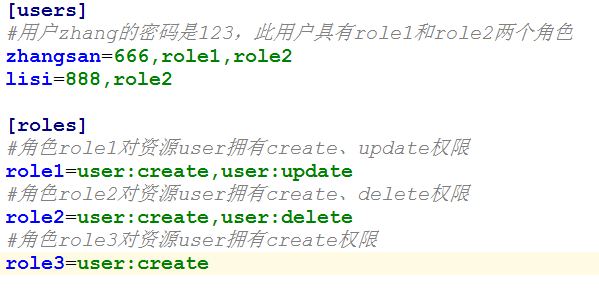 [users]
#用户zhang的密码是123，此用户具有role1和role2两个角色
zhangsan=666,role1,role2
lisi=888,role2
[roles]
#角色role1对资源user拥有create、update权限
role1=user:create,user:update
#角色role2对资源user拥有create、delete权限
role2=user:create,user:delete
#角色role3对资源user拥有create权限
role3=user:create